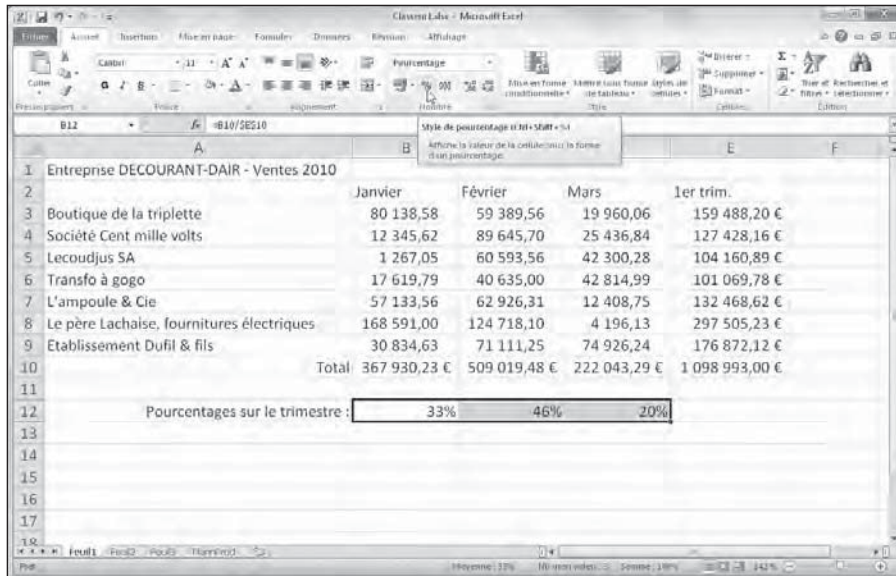 Classeur1.xlsx - Microsoft Excel
Fichier Accueil Insertion Mise en page Formules Données Révision Affichage
Calibri 11 Pourcentage
Coller G I S Mise en forme conditionnelle Mettre sous forme de tableau Styles de cellules Insérer Supprimer Format Trier et filtrer Rechercher et sélectionner
Police Alignement Nombre Style Cellules Édition
B12 fx =B10/$E$10
Style de pourcentage (Ctrl+Shift+%)
Affiche la valeur de la cellule sous la forme d'un pourcentage.
A B E F
1 Entreprise DECOURANT-DAIR - Ventes 2010
2 Janvier Février Mars 1er trim.
3 Boutique de la triplette 80 138,58 59 389,56 19 960,06 159 488,20 €
4 Société Cent mille volts 12 345,62 89 645,70 25 436,84 127 428,16 €
5 Lecoudjus SA 1 267,05 60 593,56 42 300,28 104 160,89 €
6 Transfo à gogo 17 619,79 40 635,00 42 814,99 101 069,78 €
7 L'ampoule & Cie 57 133,56 62 926,31 12 408,75 132 468,62 €
8 Le père Lachaise, fournitures électriques 168 591,00 124 718,10 4 196,13 297 505,23 €
9 Etablissement Dufil & fils 30 834,63 71 111,25 74 926,24 176 872,12 €
10 Total 367 930,23 € 509 019,48 € 222 043,29 € 1 098 993,00 €
11
12 Pourcentages sur le trimestre : 33% 46% 20%
13
14
15
16
17
18
Feuil1 Feuil2 Feuil3
Prêt Moyenne : 33% Nb (non vides) : 3 Somme : 100% 142%